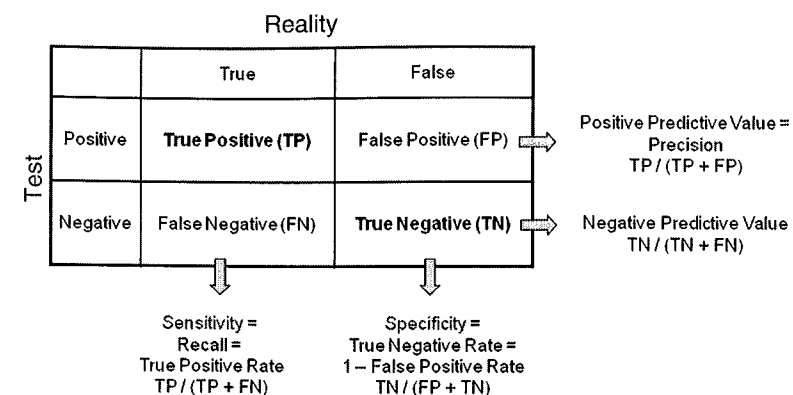 Reality
True False
Positive True Positive (TP) False Positive (FP)
Positive Predictive Value =
Precision
TP / (TP + FP)
Test
Negative False Negative (FN) True Negative (TN)
Negative Predictive Value
TN / (TN + FN)
Sensitivity =
Recall =
True Positive Rate
TP / (TP + FN)
Specificity =
True Negative Rate =
1 – False Positive Rate
TN / (FP + TN)